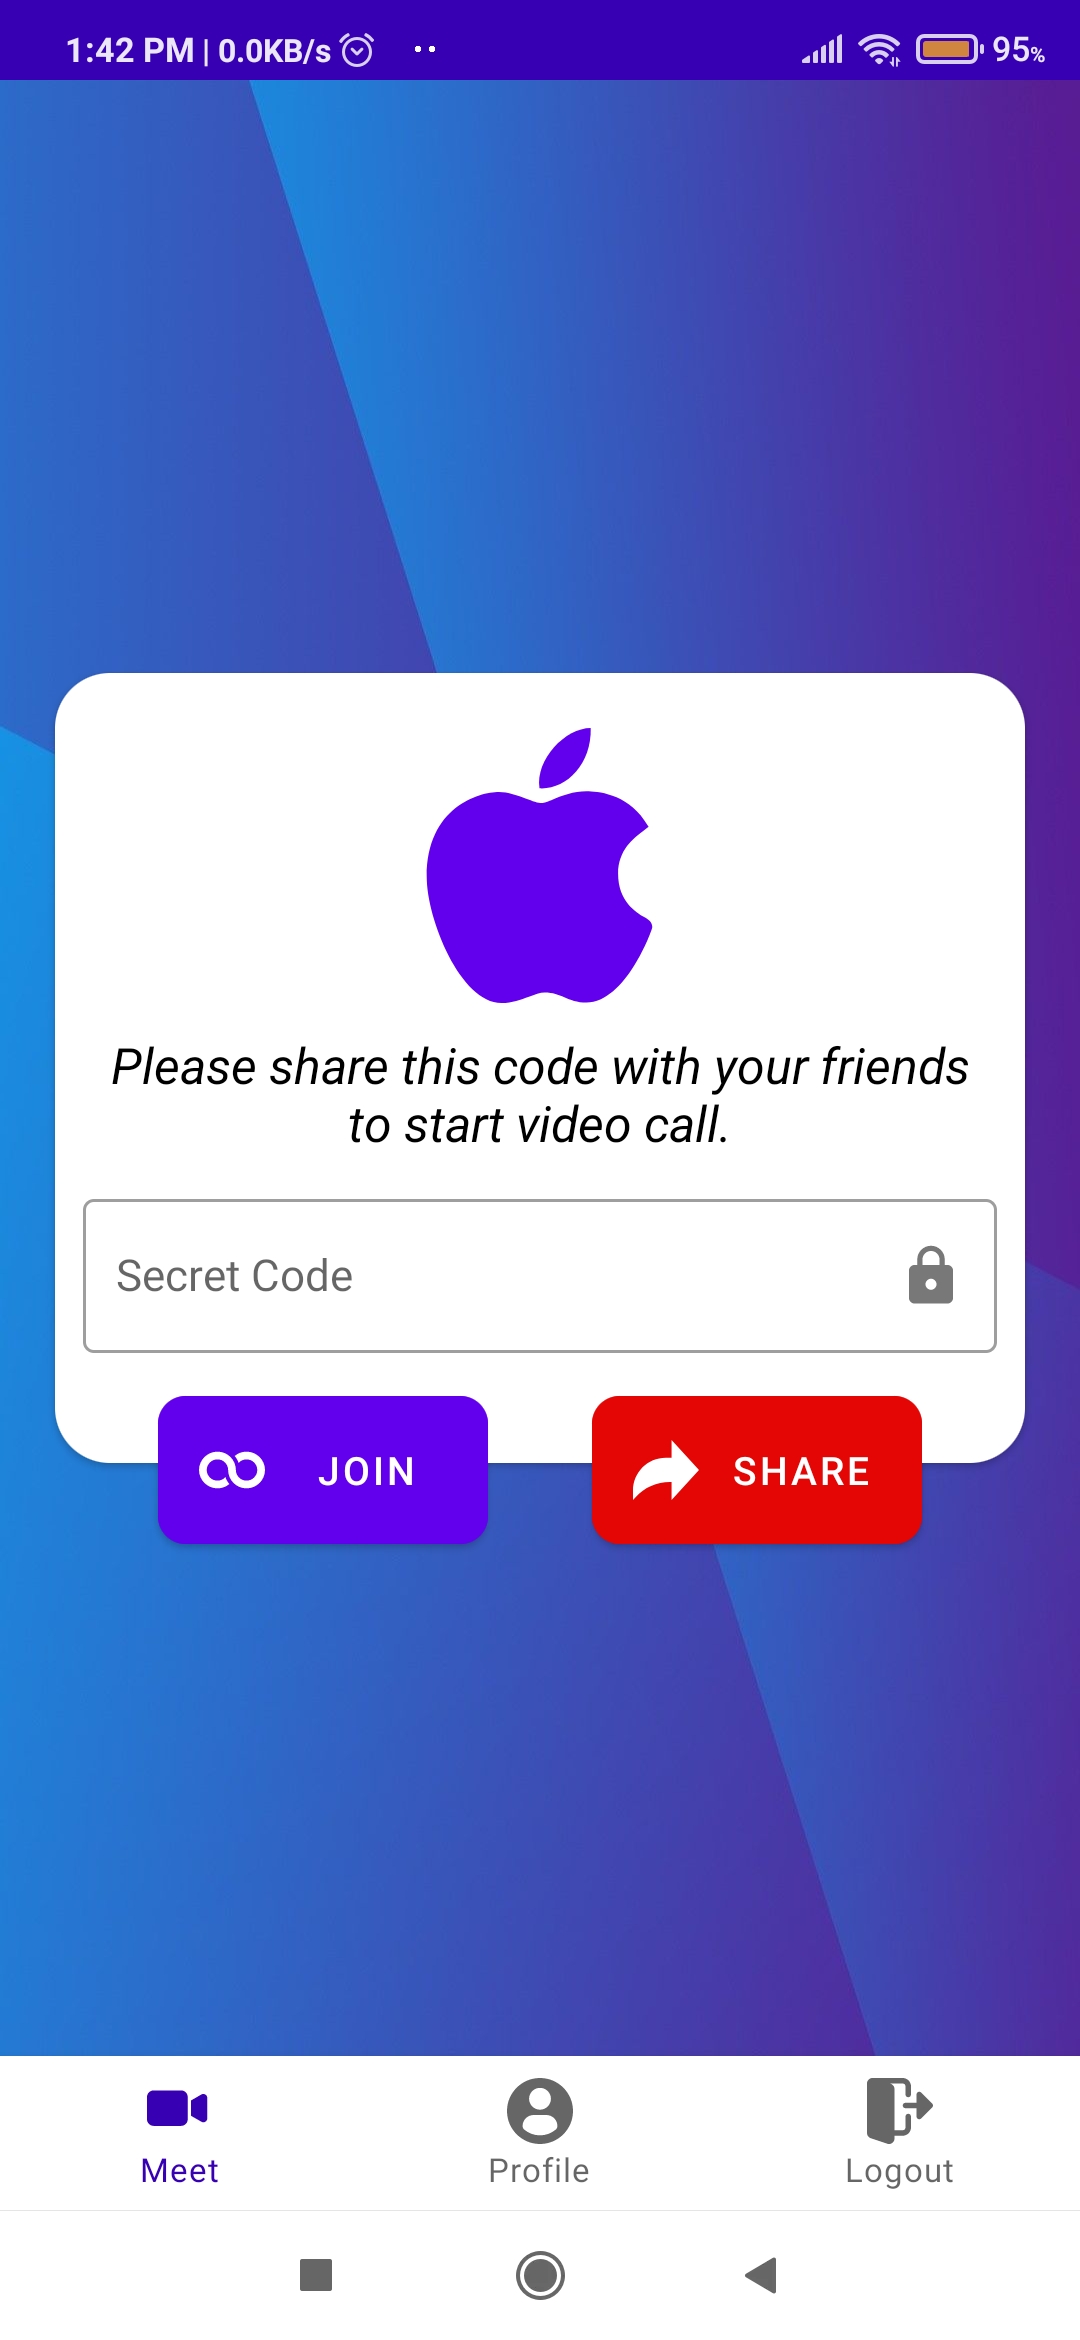 1:42 PM | 0.0KB/s
95%
Please share this code with your friends
to start video call.
Secret Code
JOIN
SHARE
Meet
Profile
Logout